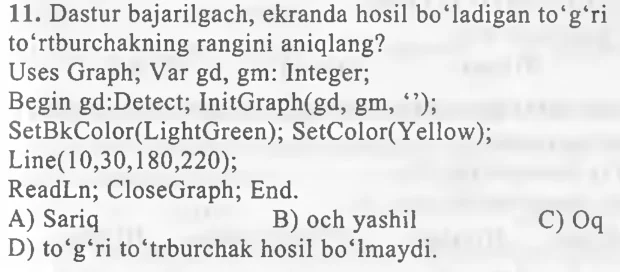 11. Dastur bajarilgach, ekranda hosil bo‘ladigan to‘g‘ri
to‘rtburchakning rangini aniqlang?
Uses Graph; Var gd, gm: Integer;
Begin gd:Detect; InitGraph(gd, gm, ‘’);
SetBkColor(LightGreen); SetColor(Yellow);
Line(10,30,180,220);
ReadLn; CloseGraph; End.
A) Sariq B) och yashil C) Oq
D) to‘g‘ri to‘trburchak hosil bo‘lmaydi.